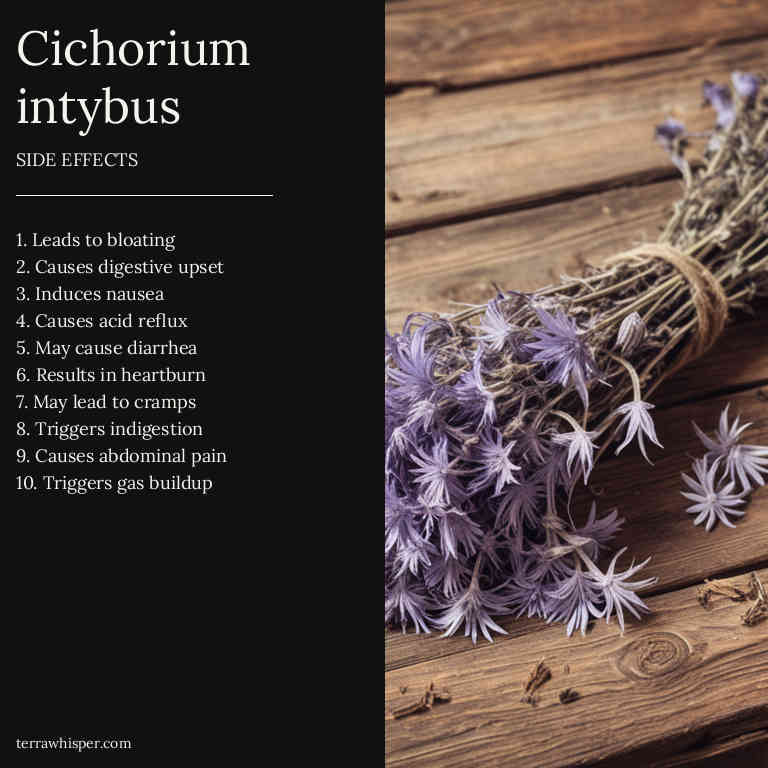 Cichorium
intybus
SIDE EFFECTS
1. Leads to bloating
2. Causes digestive upset
3. Induces nausea
4. Causes acid reflux
5. May cause diarrhea
6. Results in heartburn
7. May lead to cramps
8. Triggers indigestion
9. Causes abdominal pain
10. Triggers gas buildup
terrawhisper.com